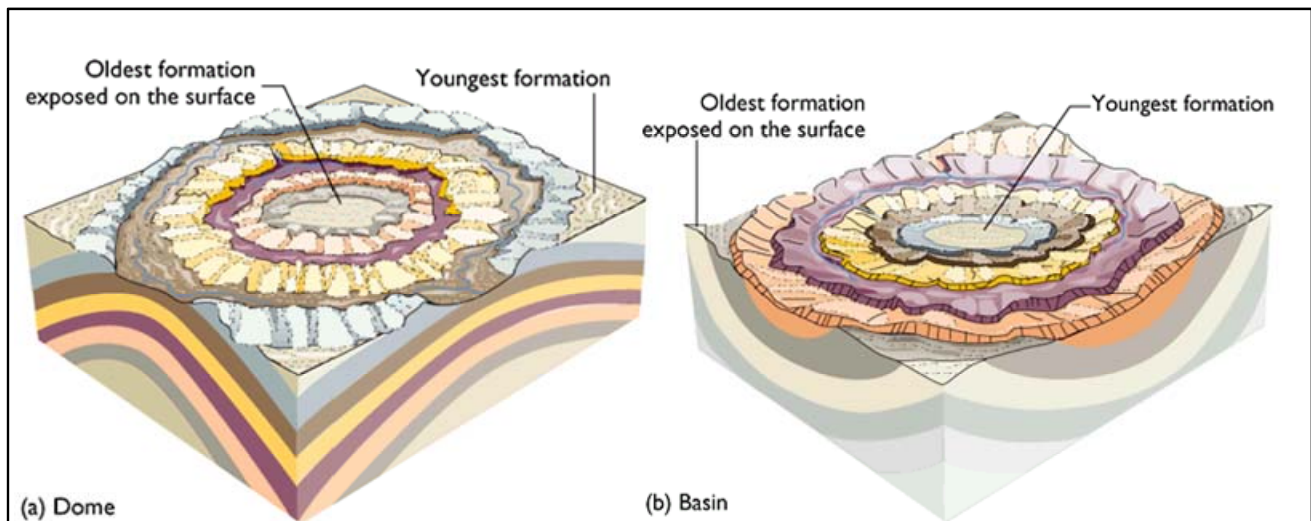 Oldest formation
exposed on the surface
Youngest formation
(a) Dome
Oldest formation
exposed on the surface
Youngest formation
(b) Basin